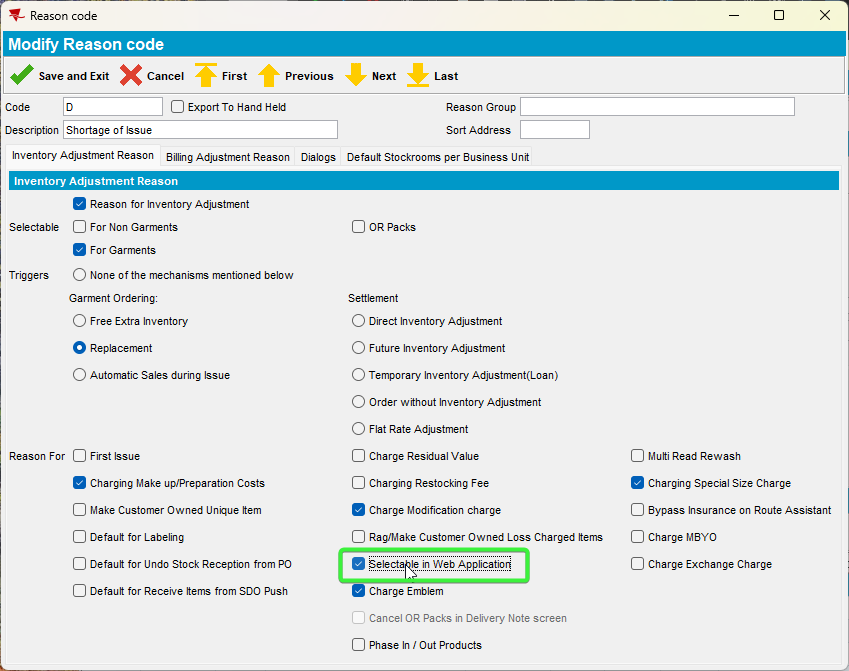 Reason code
Modify Reason code
Save and Exit Cancel First Previous Next Last
Code D Export To Hand Held Reason Group
Description Shortage of Issue Sort Address
Inventory Adjustment Reason Billing Adjustment Reason Dialogs Default Stockrooms per Business Unit
Inventory Adjustment Reason
Reason for Inventory Adjustment
Selectable For Non Garments OR Packs
For Garments
Triggers None of the mechanisms mentioned below
Garment Ordering: Settlement
Free Extra Inventory Direct Inventory Adjustment
Replacement Future Inventory Adjustment
Automatic Sales during Issue Temporary Inventory Adjustment(Loan)
Order without Inventory Adjustment
Flat Rate Adjustment
Reason For First Issue Charge Residual Value Multi Read Rewash
Charging Make up/Preparation Costs Charging Restocking Fee Charging Special Size Charge
Make Customer Owned Unique Item Charge Modification charge Bypass Insurance on Route Assistant
Default for Labeling Rag/Make Customer Owned Loss Charged Items Charge MBYO
Default for Undo Stock Reception from PO Selectable in Web Application Charge Exchange Charge
Default for Receive Items from SDO Push Charge Emblem
Cancel OR Packs in Delivery Note screen
Phase In / Out Products